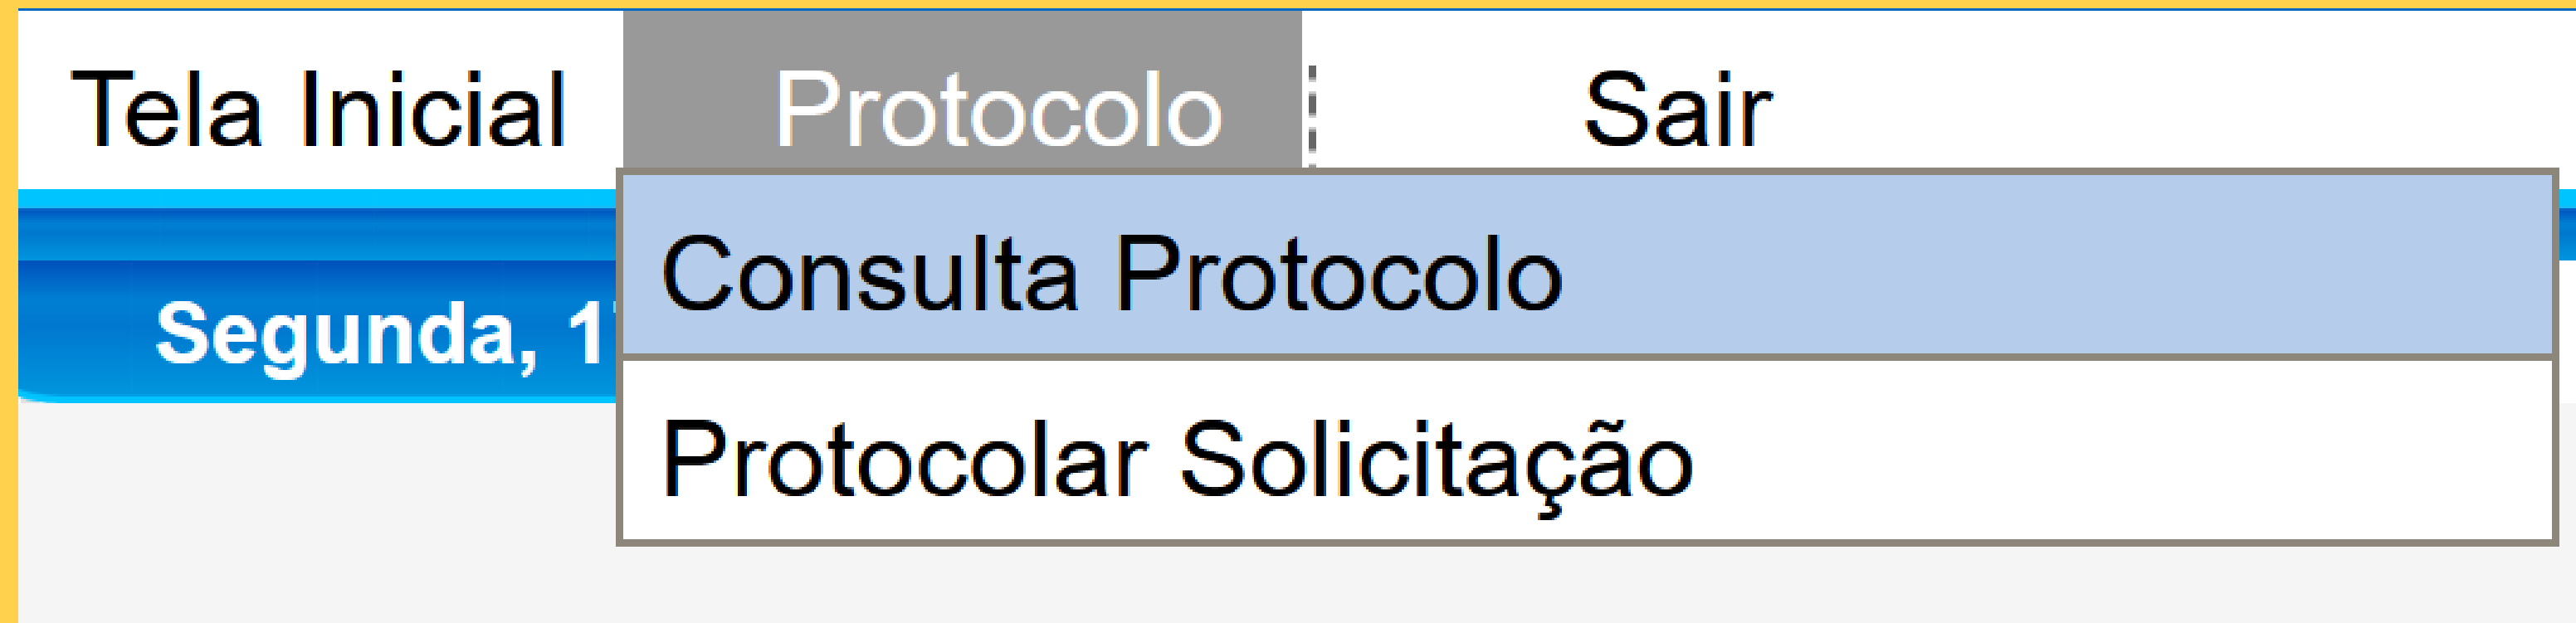 Tela Inicial Protocolo Sair
Consulta Protocolo
Segunda,
Protocolar Solicitação